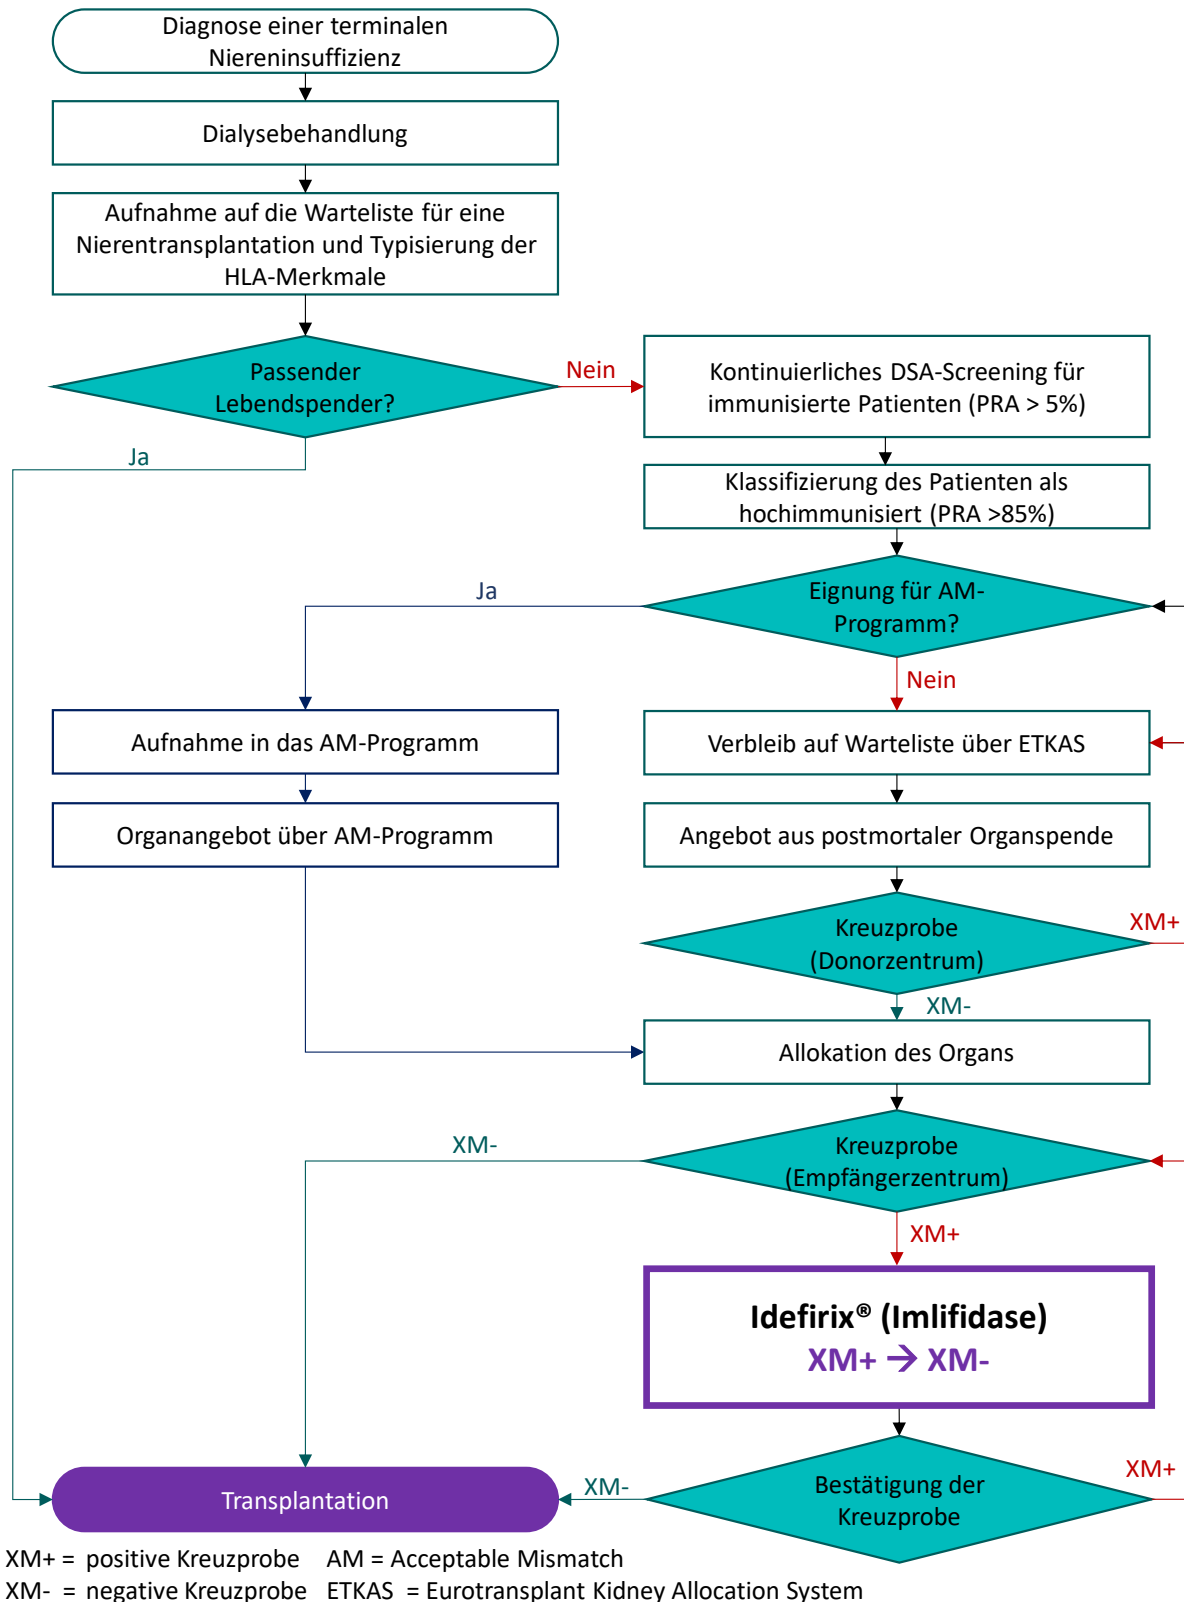 Diagnose einer terminalen
Niereninsuffizienz
Dialysebehandlung
Aufnahme auf die Warteliste für eine
Nierentransplantation und Typisierung der
HLA-Merkmale
Passender
Lebendspender?
Nein
Ja
Kontinuierliches DSA-Screening für
immunisierte Patienten (PRA > 5%)
Klassifizierung des Patienten als
hochimmunisiert (PRA >85%)
Eignung für AM-
Programm?
Ja
Nein
Aufnahme in das AM-Programm
Verbleib auf Warteliste über ETKAS
Organangebot über AM-Programm
Angebot aus postmortaler Organspende
Kreuzprobe
(Donorzentrum)
XM+
XM-
Allokation des Organs
Kreuzprobe
(Empfängerzentrum)
XM-
XM+
Idefirix® (Imlifidase)
XM+ → XM-
Bestätigung der
Kreuzprobe
XM+
XM-
Transplantation
XM+ = positive Kreuzprobe AM = Acceptable Mismatch
XM- = negative Kreuzprobe ETKAS = Eurotransplant Kidney Allocation System